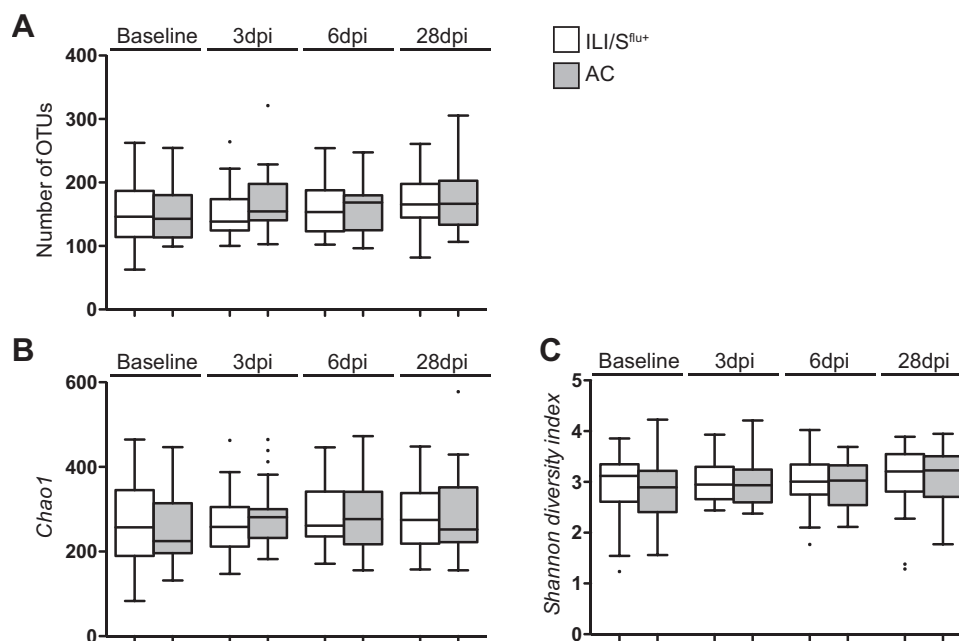 A
Baseline 3dpi 6dpi 28dpi
Number of OTUs
400
300
200
100
0
ILI/S^flu+
AC
B
Baseline 3dpi 6dpi 28dpi
Chao1
600
400
200
0
C
Baseline 3dpi 6dpi 28dpi
Shannon diversity index
5
4
3
2
1
0